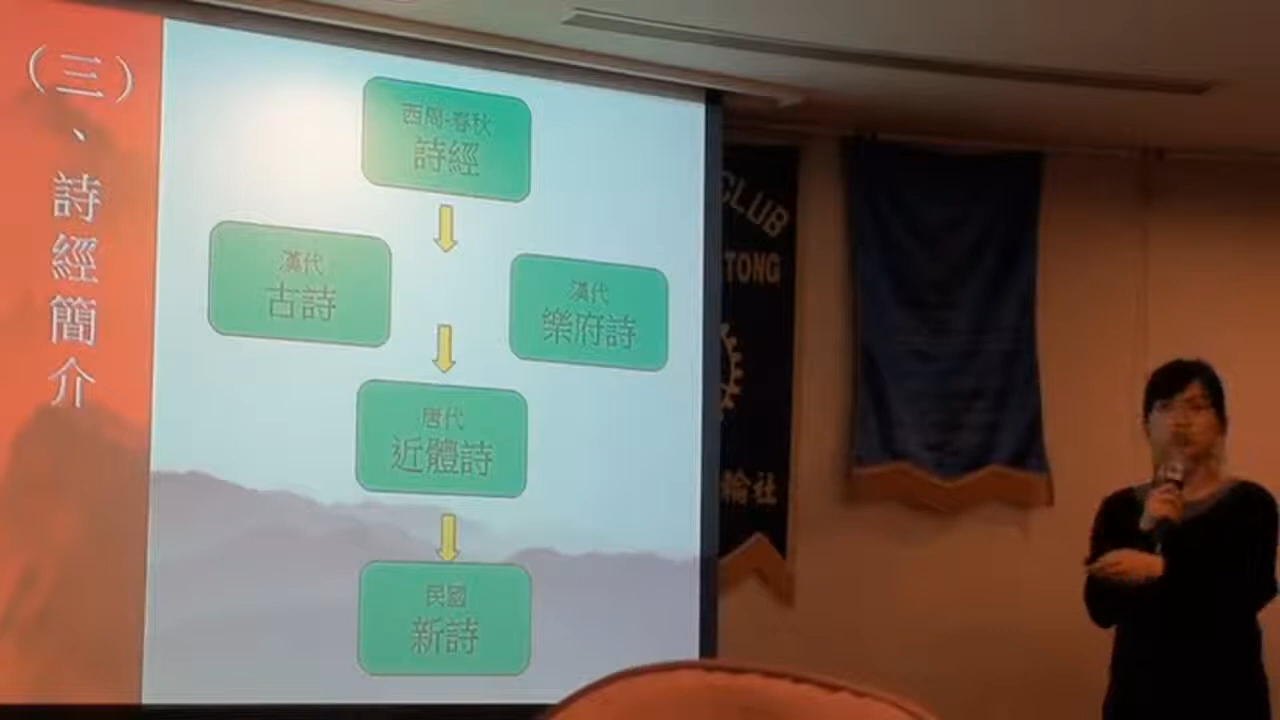 （三）、詩經簡介
西周-春秋
詩經
漢代
古詩
漢代
樂府詩
唐代
近體詩
民國
新詩
CLUB
TONG
輪社